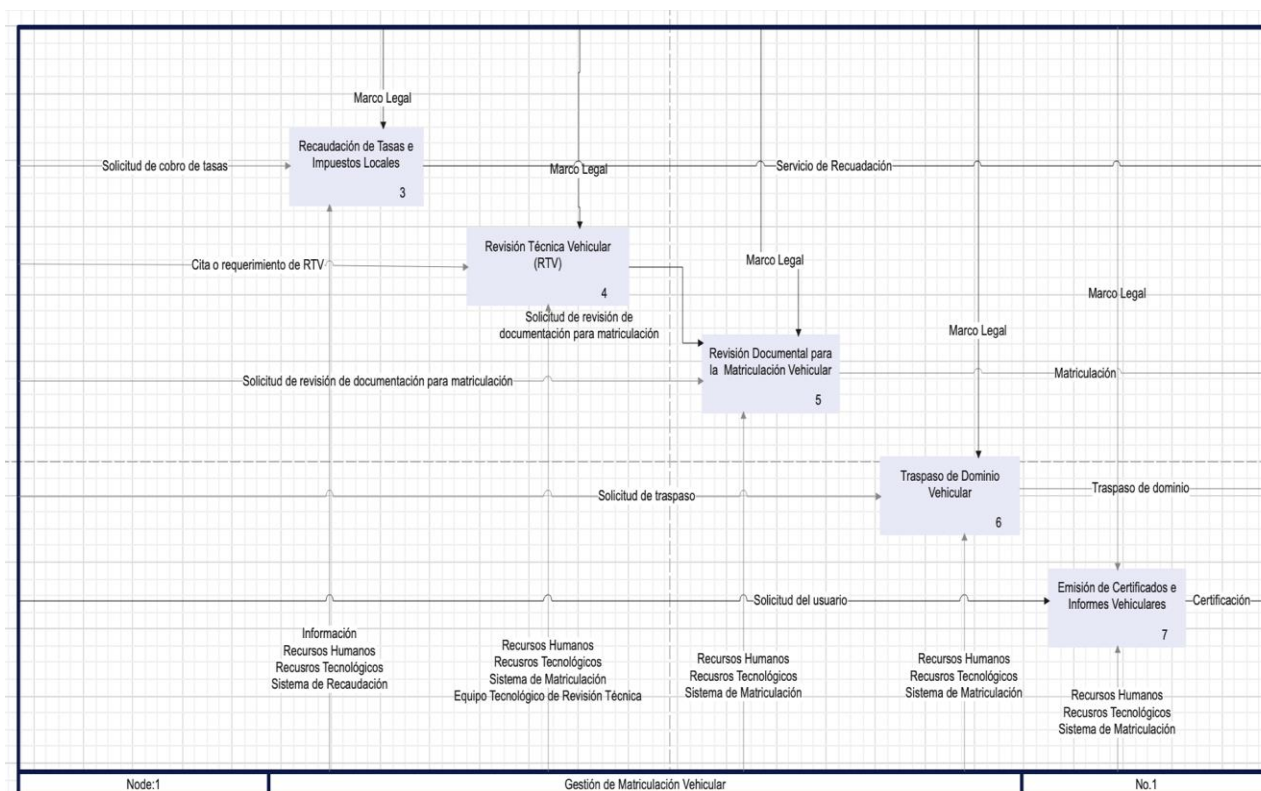 Marco Legal
Recaudación de Tasas e
Impuestos Locales
3
Solicitud de cobro de tasas
Servicio de Recuadación
Marco Legal
Revisión Técnica Vehicular
(RTV)
4
Cita o requerimiento de RTV
Marco Legal
Marco Legal
Solicitud de revisión de
documentación para matriculación
Marco Legal
Revisión Documental para
la Matriculación Vehicular
5
Solicitud de revisión de documentación para matriculación
Matriculación
Traspaso de Dominio
Vehicular
6
Solicitud de traspaso
Traspaso de dominio
Emisión de Certificados e
Informes Vehiculares
7
Solicitud del usuario
Certificación
Información
Recursos Humanos
Recusros Tecnológicos
Sistema de Recaudación
Recursos Humanos
Recusros Tecnológicos
Sistema de Matriculación
Equipo Tecnológico de Revisión Técnica
Recursos Humanos
Recusros Tecnológicos
Sistema de Matriculación
Recursos Humanos
Recusros Tecnológicos
Sistema de Matriculación
Recursos Humanos
Recusros Tecnológicos
Sistema de Matriculación
Node:1
Gestión de Matriculación Vehicular
No.1